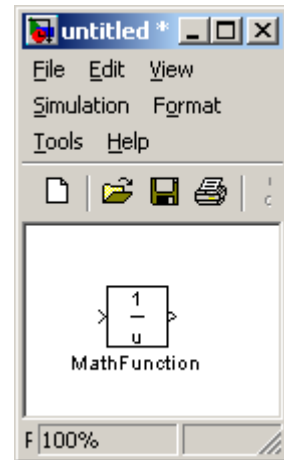 untitled *
File Edit View
Simulation Format
Tools Help
1
u
MathFunction
F 100%